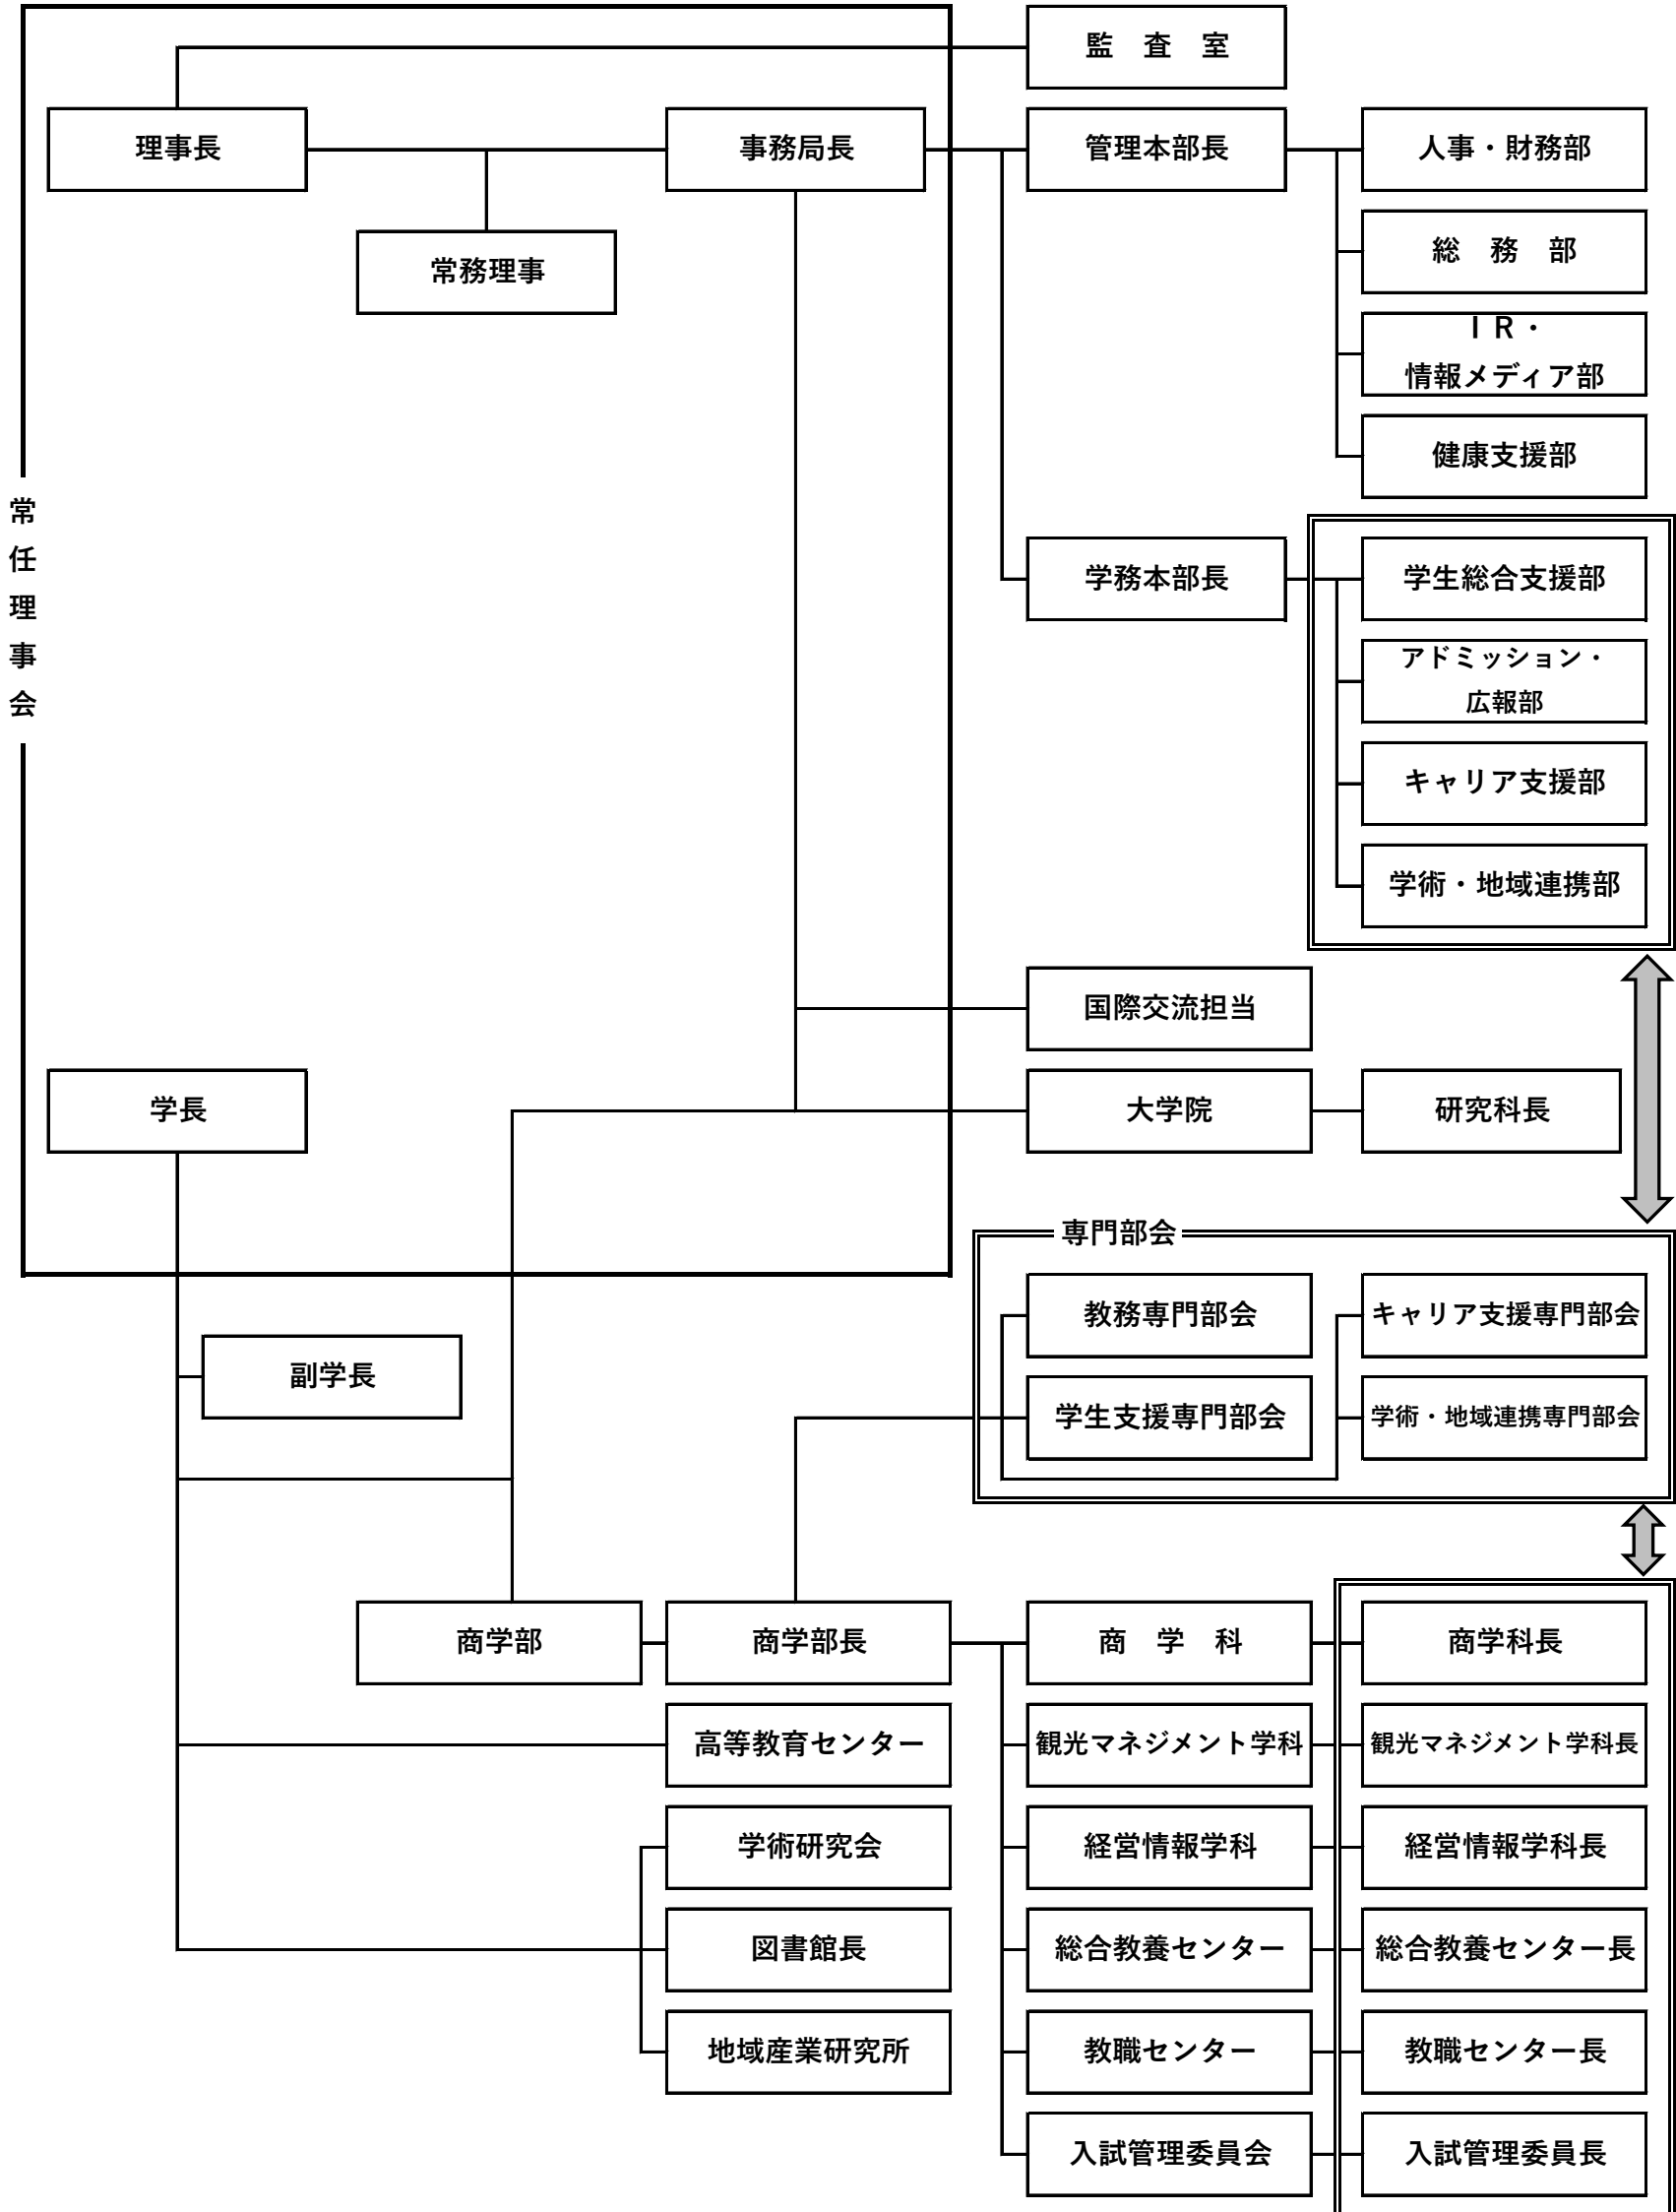 監　査　室
理事長
事務局長
管理本部長
人事・財務部
常務理事
総　務　部
ＩＲ・
情報メディア部
健康支援部
常任理事会
学務本部長
学生総合支援部
アドミッション・
広報部
キャリア支援部
学術・地域連携部
国際交流担当
学長
大学院
研究科長
専門部会
教務専門部会
キャリア支援専門部会
副学長
学生支援専門部会
学術・地域連携専門部会
商学部
商学部長
商　学　科
商学科長
高等教育センター
観光マネジメント学科
観光マネジメント学科長
学術研究会
経営情報学科
経営情報学科長
図書館長
総合教養センター
総合教養センター長
地域産業研究所
教職センター
教職センター長
入試管理委員会
入試管理委員長